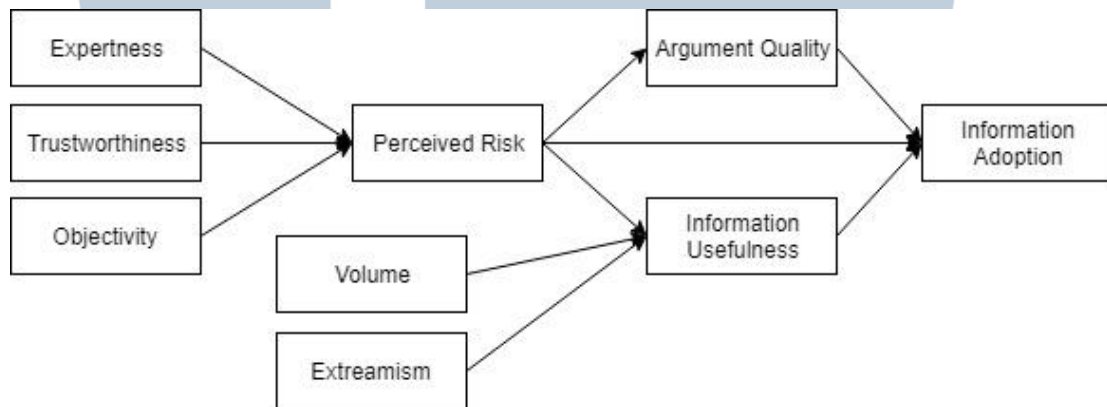 Expertness
Argument Quality
Trustworthiness
Perceived Risk
Information
Adoption
Objectivity
Information
Usefulness
Volume
Extreamism